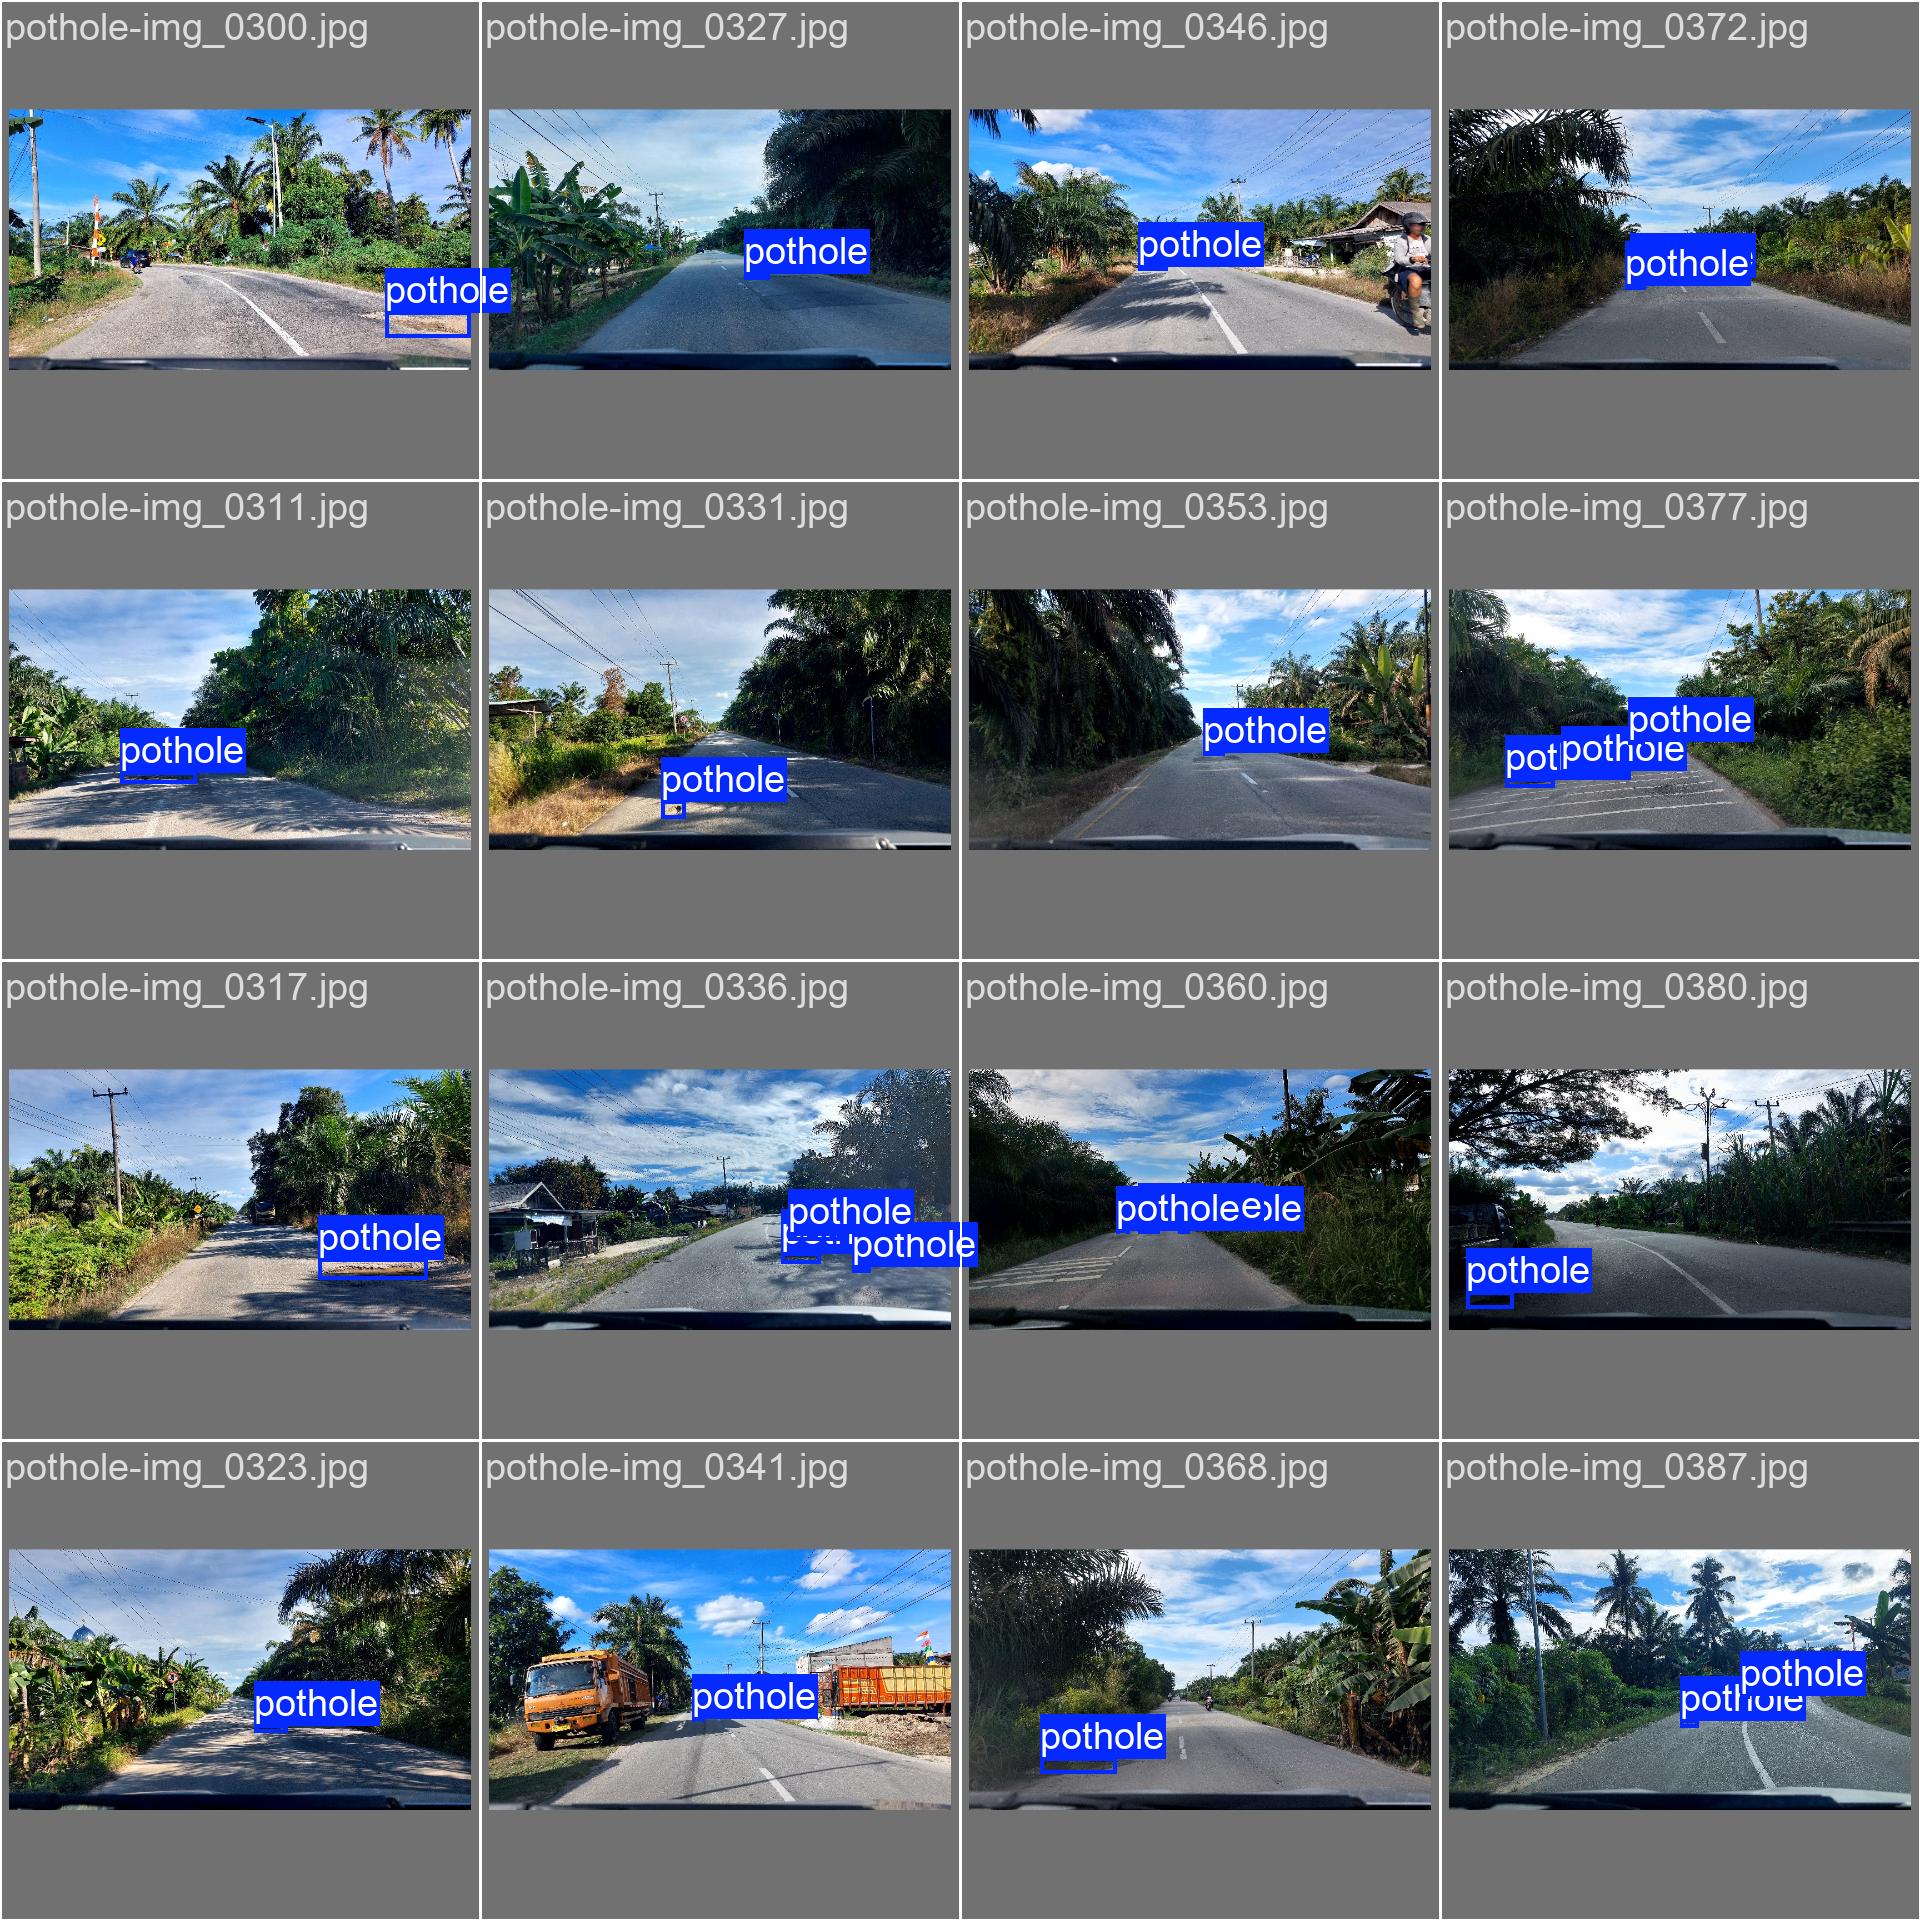 pothole-img_0300.jpg
pothole-img_0327.jpg
pothole-img_0346.jpg
pothole-img_0372.jpg
pothole
pothole
pothole
pothole
pothole-img_0311.jpg
pothole-img_0331.jpg
pothole-img_0353.jpg
pothole-img_0377.jpg
pothole
pothole
pothole
pot
pothole
pothole
pothole-img_0317.jpg
pothole-img_0336.jpg
pothole-img_0360.jpg
pothole-img_0380.jpg
pothole
pothole
pothole
pothole
pothole
pothole-img_0323.jpg
pothole-img_0341.jpg
pothole-img_0368.jpg
pothole-img_0387.jpg
pothole
pothole
pothole
pothole
pothole